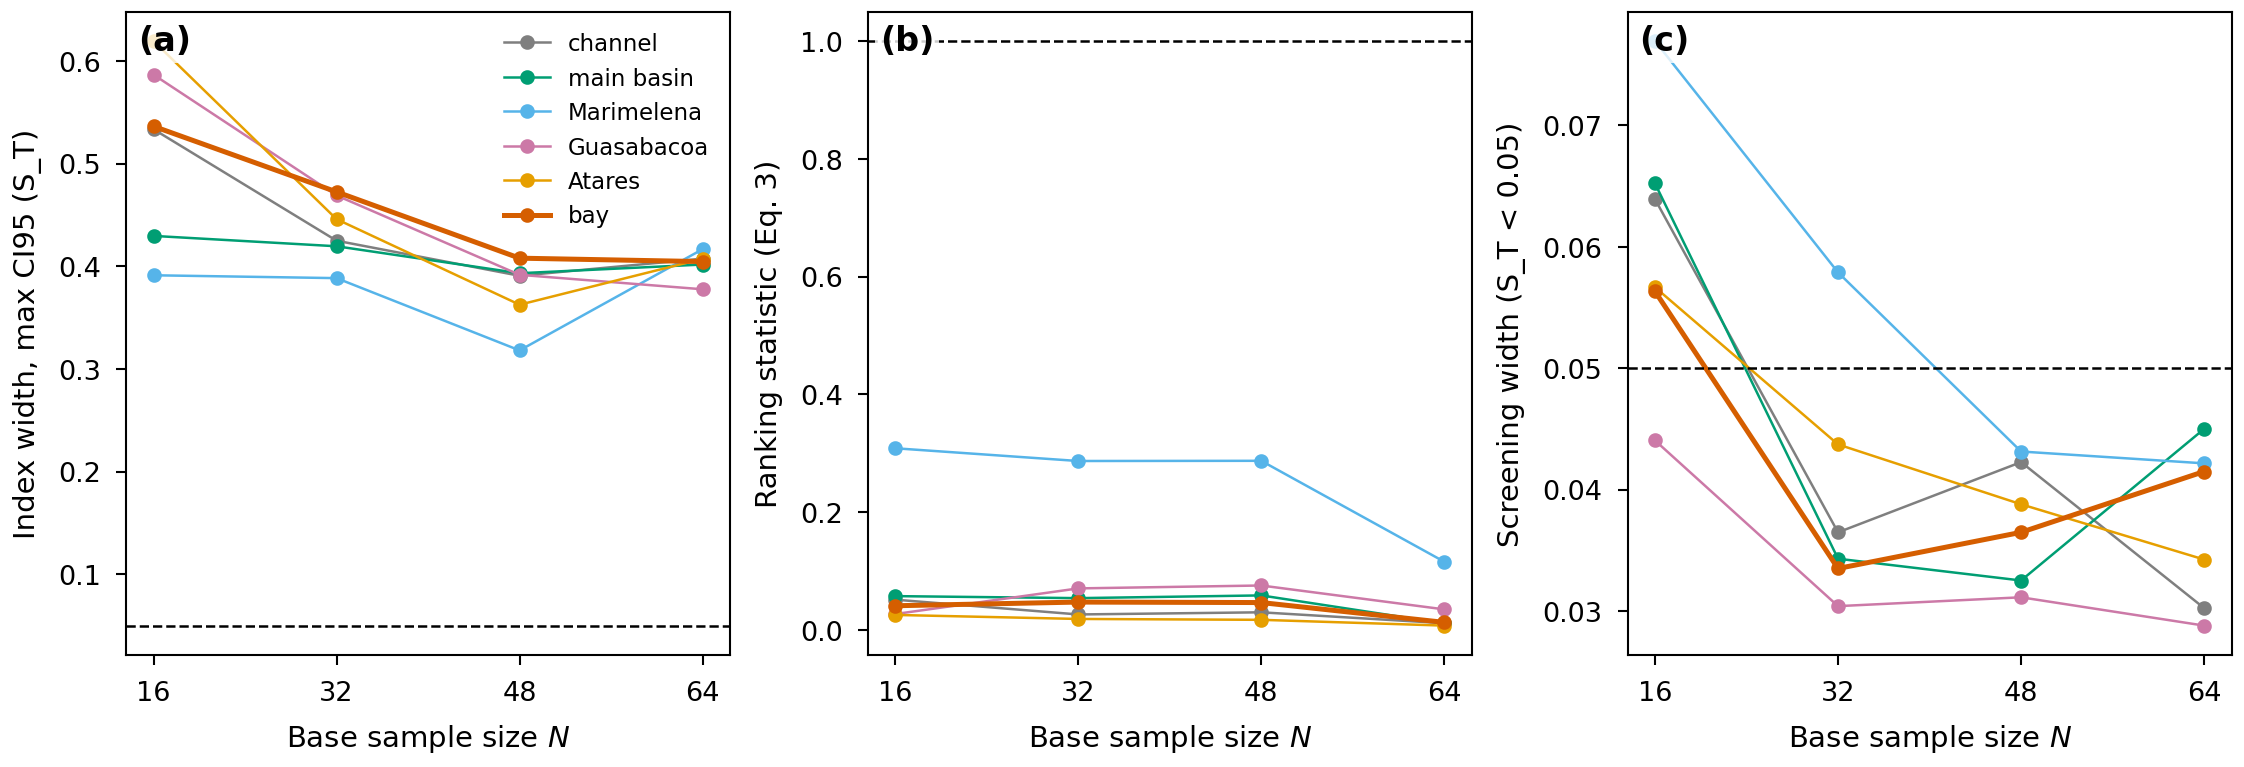 (a)
channel
main basin
Marimelena
Guasabacoa
Atares
bay
Index width, max CI95 (S_T)
0.6
0.5
0.4
0.3
0.2
0.1
16 32 48 64
Base sample size N
(b)
Ranking statistic (Eq. 3)
1.0
0.8
0.6
0.4
0.2
0.0
16 32 48 64
Base sample size N
(c)
Screening width (S_T < 0.05)
0.07
0.06
0.05
0.04
0.03
16 32 48 64
Base sample size N